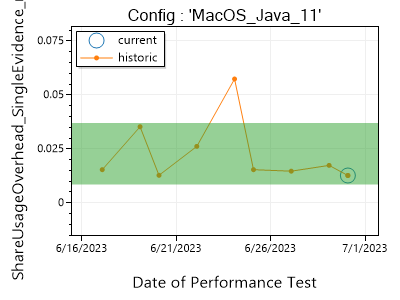 Config : 'MacOS_Java_11'
current
historic
0.075
0.05
0.025
0
ShareUsageOverhead_SingleEvidence_
6/16/2023
6/21/2023
6/26/2023
7/1/2023
Date of Performance Test